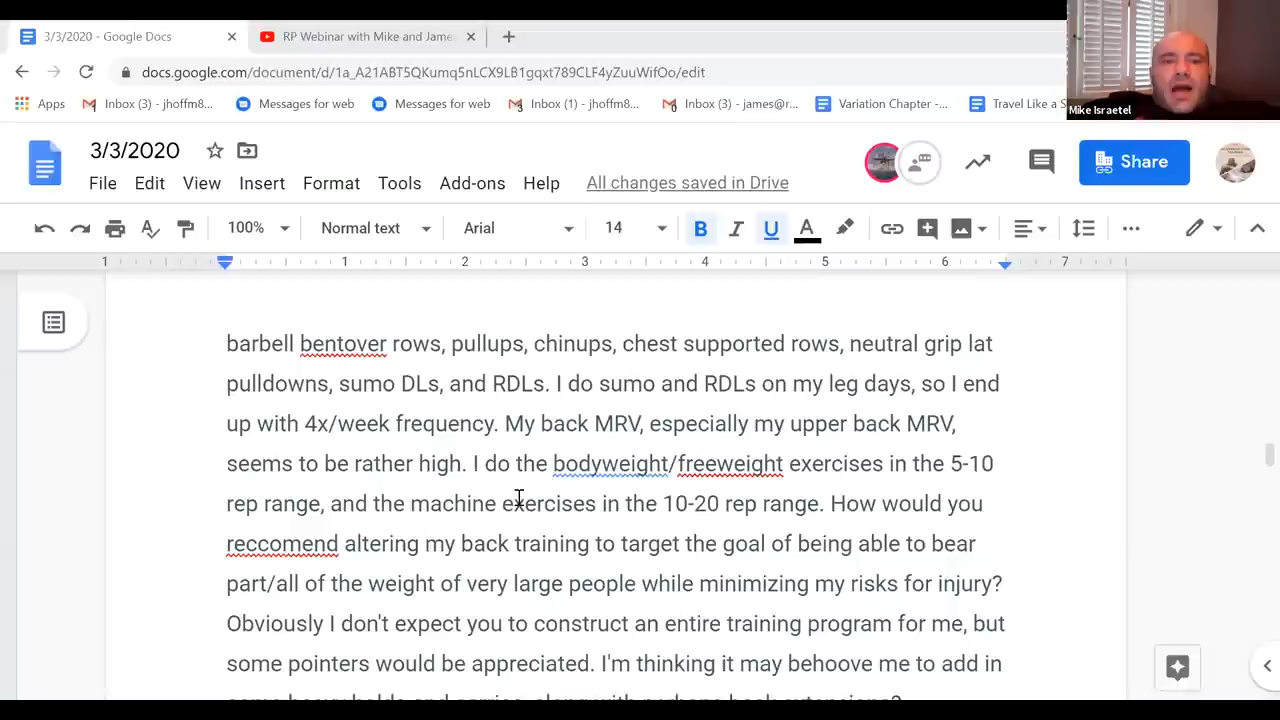 3/3/2020 - Google Docs
RP Webinar with Mike and Jame
docs.google.com/document/d/1a_A21ABT5QKumq5nLCX9LB1gqxt789CLF4yZuuWifOo/edit
Apps
Inbox (3) - jhoffm8...
Messages for web
Messages for web
Inbox (1) - jhoffm8...
Inbox (3) - james@r...
Variation Chapter -...
Travel Like a S
Mike Israetel
3/3/2020
File Edit View Insert Format Tools Add-ons Help All changes saved in Drive
Share
100% Normal text Arial 14 B I U A
1 1 2 3 4 5 6 7
barbell bentover rows, pullups, chinups, chest supported rows, neutral grip lat
pulldowns, sumo DLs, and RDLs. I do sumo and RDLs on my leg days, so I end
up with 4x/week frequency. My back MRV, especially my upper back MRV,
seems to be rather high. I do the bodyweight/freeweight exercises in the 5-10
rep range, and the machine exercises in the 10-20 rep range. How would you
reccomend altering my back training to target the goal of being able to bear
part/all of the weight of very large people while minimizing my risks for injury?
Obviously I don't expect you to construct an entire training program for me, but
some pointers would be appreciated. I'm thinking it may behoove me to add in